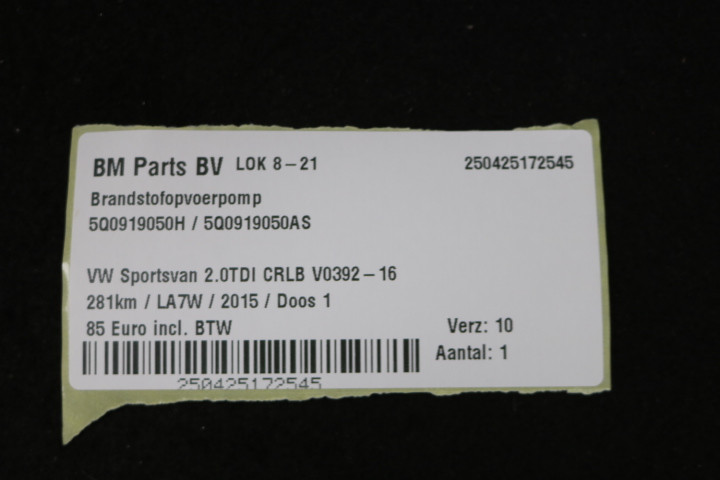 BM Parts BV LOK 8-21 250425172545
Brandstofopvoerpomp
5Q0919050H / 5Q0919050AS
VW Sportsvan 2.0TDI CRLB V0392-16
281km / LA7W / 2015 / Doos 1
85 Euro incl. BTW Verz: 10
Aantal: 1
250425172545